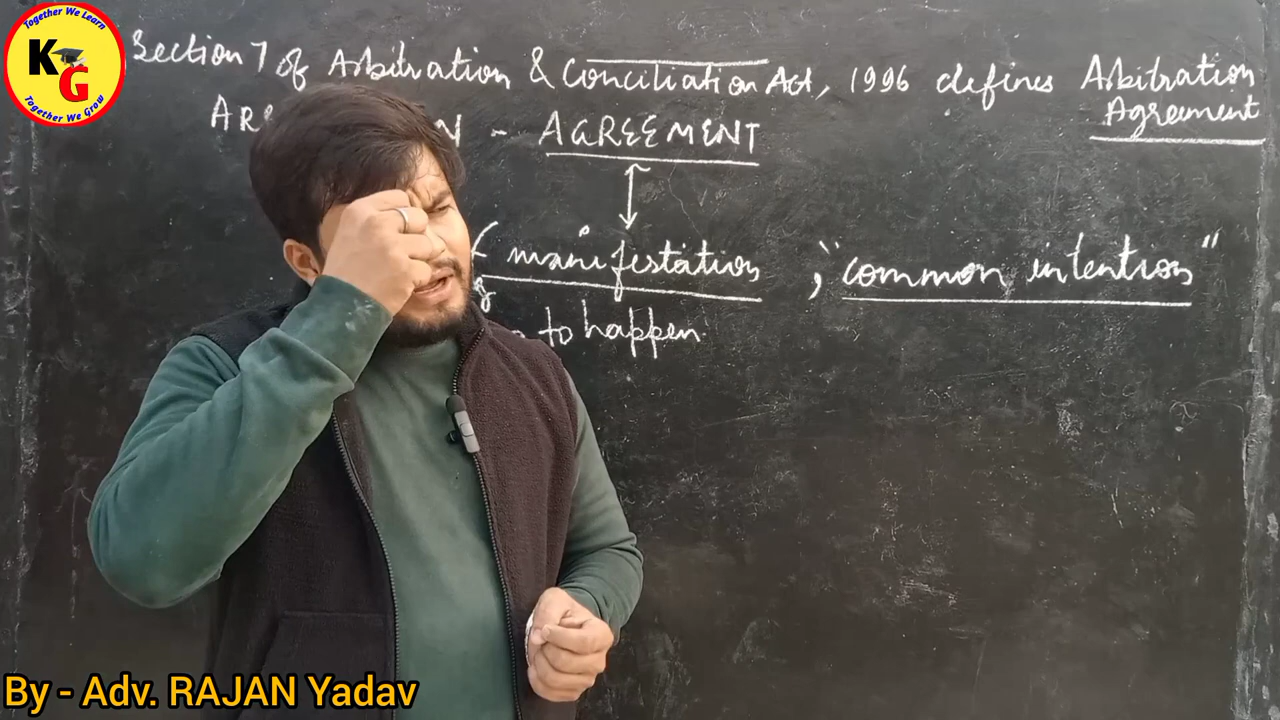 Together We Learn
KG
Together We Grow
Section 7 of Arbitration & Conciliation Act, 1996 defines Arbitration Agreement
- AGREEMENT
manifestation , "common intention"
to happen
By - Adv. RAJAN Yadav